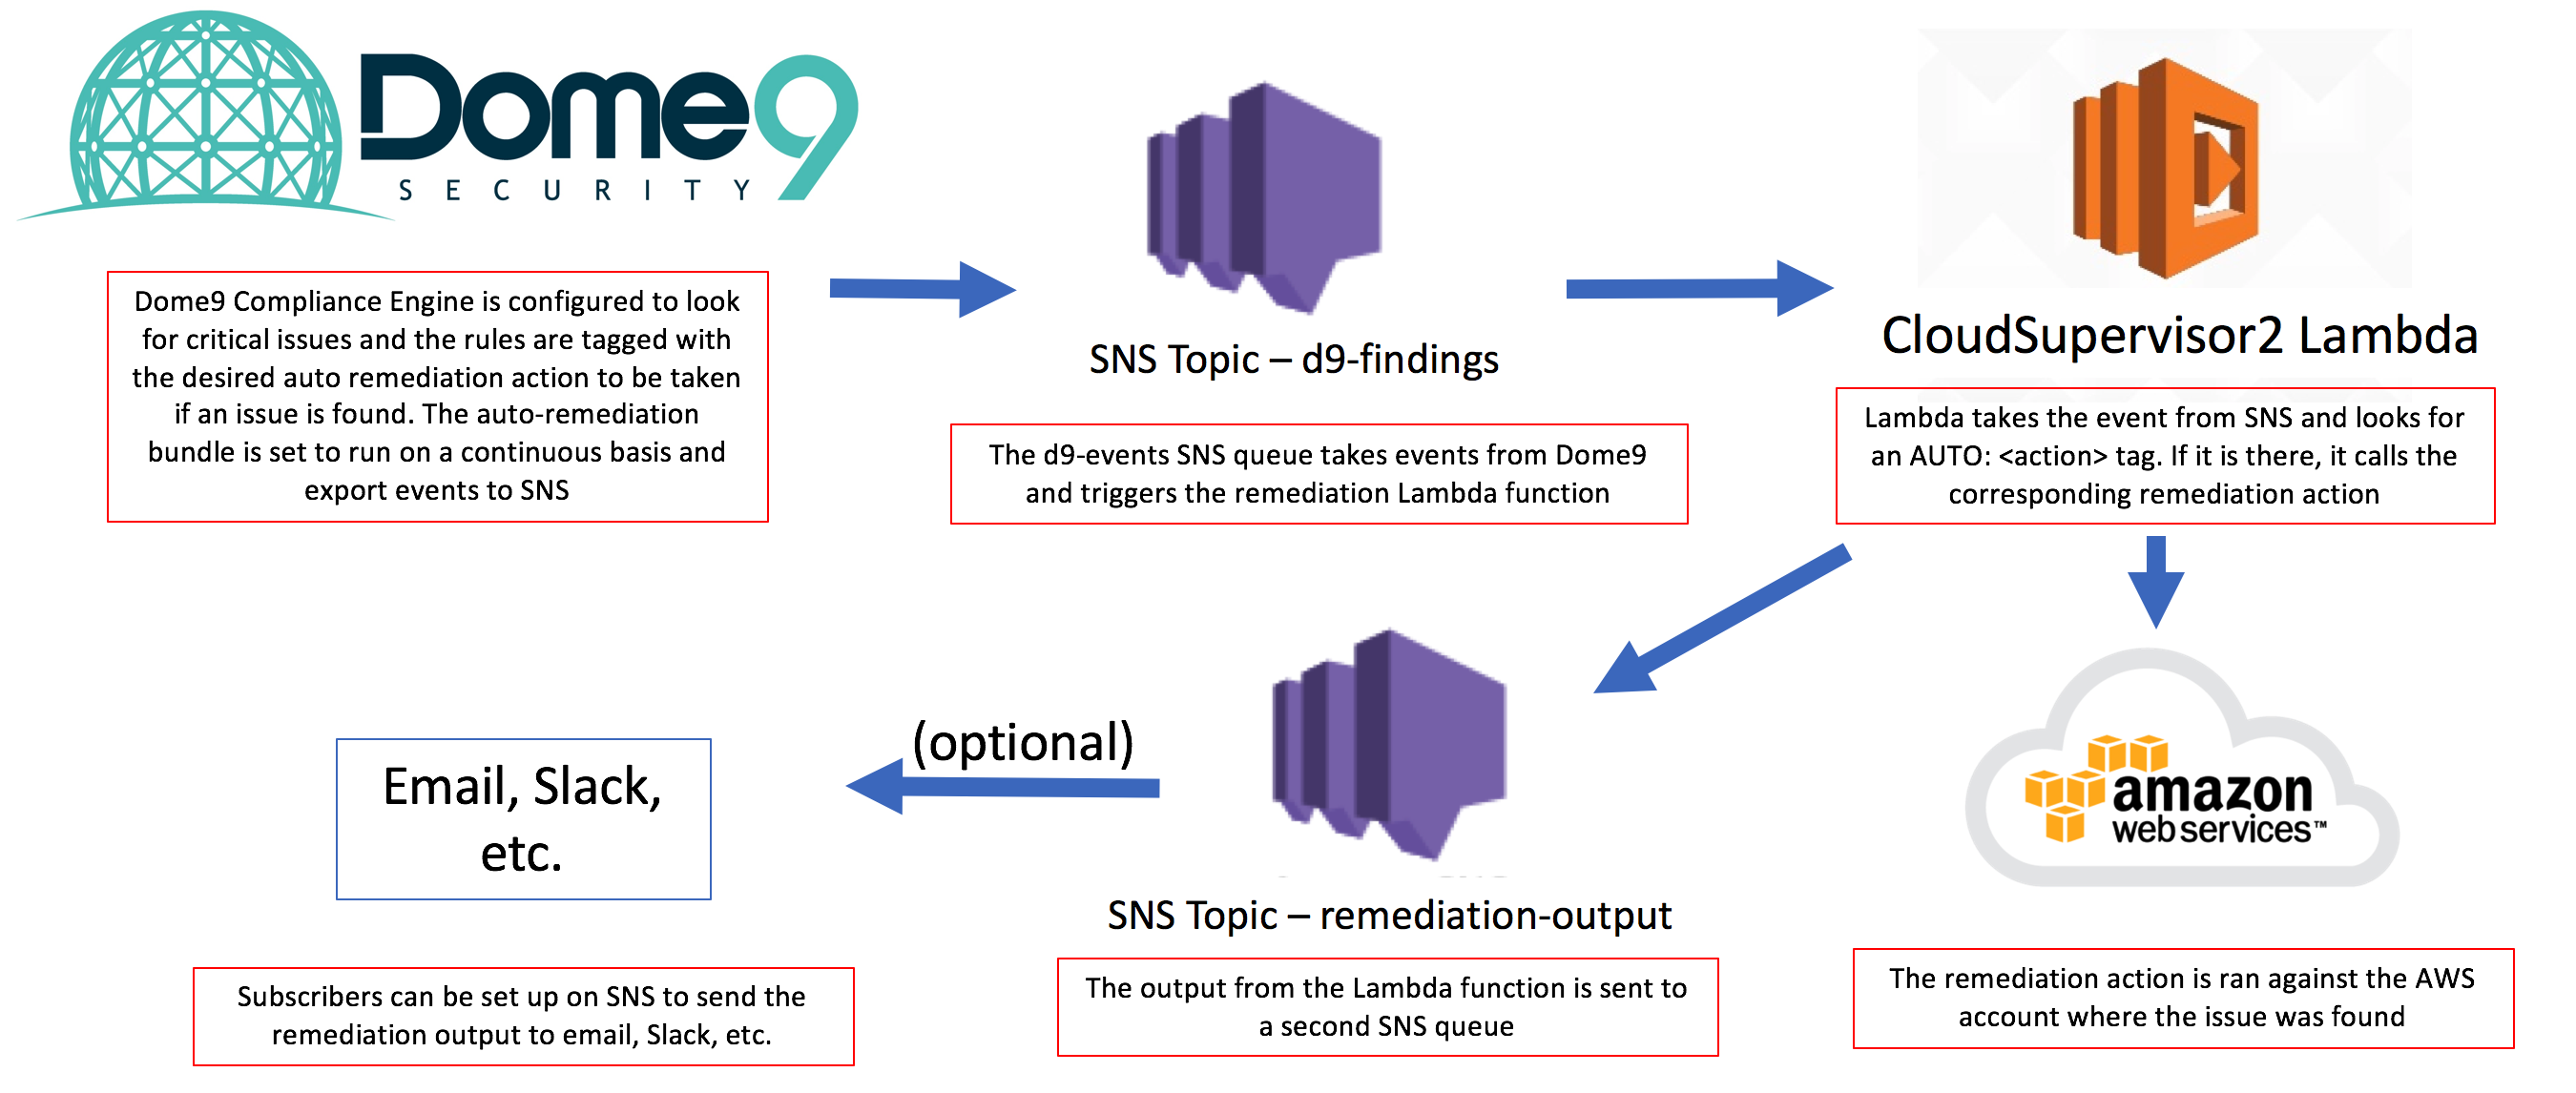 Dome9
SECURITY
Dome9 Compliance Engine is configured to look
for critical issues and the rules are tagged with
the desired auto remediation action to be taken
if an issue is found. The auto-remediation
bundle is set to run on a continuous basis and
export events to SNS
SNS Topic – d9-findings
The d9-events SNS queue takes events from Dome9
and triggers the remediation Lambda function
CloudSupervisor2 Lambda
Lambda takes the event from SNS and looks for
an AUTO: <action> tag. If it is there, it calls the
corresponding remediation action
amazon
web services™
The remediation action is ran against the AWS
account where the issue was found
SNS Topic – remediation-output
The output from the Lambda function is sent to
a second SNS queue
(optional)
Email, Slack,
etc.
Subscribers can be set up on SNS to send the
remediation output to email, Slack, etc.